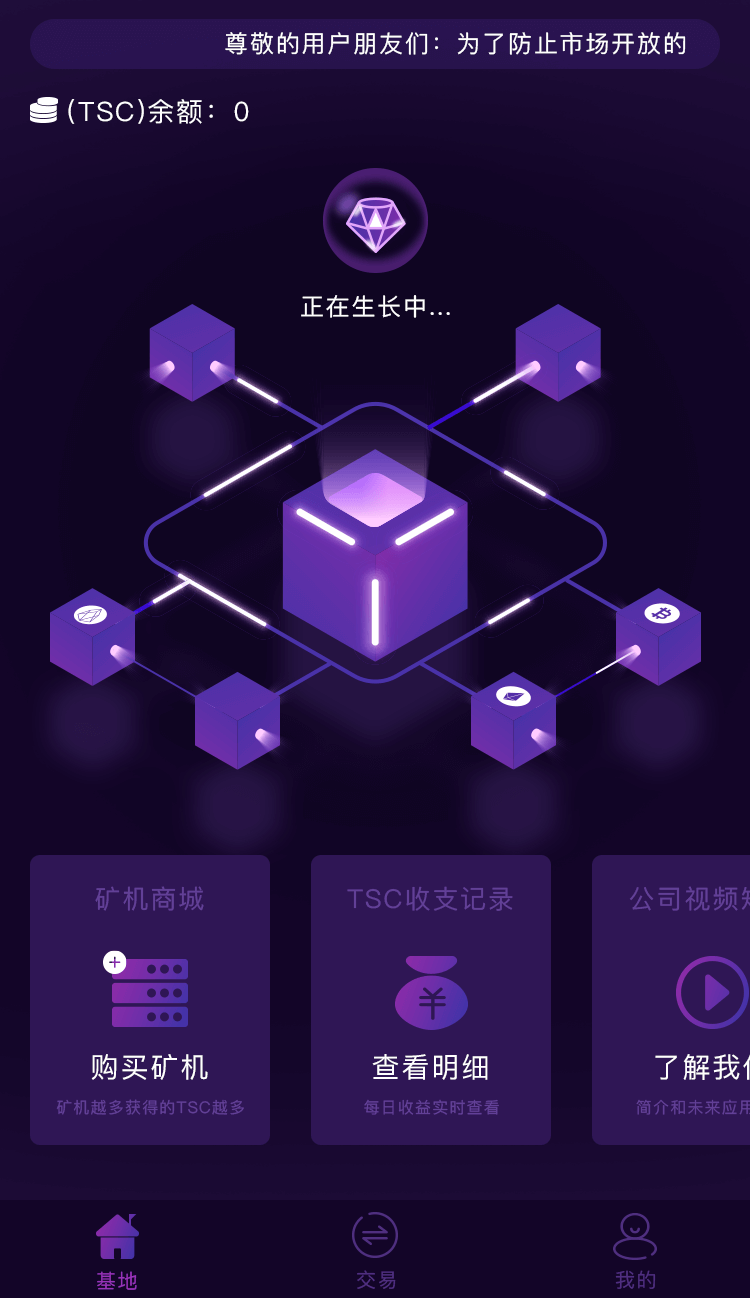 尊敬的用户朋友们：为了防止市场开放的
(TSC)余额：0
正在生长中...
矿机商城
TSC收支记录
公司视频
购买矿机
查看明细
了解我
矿机越多获得的TSC越多
每日收益实时查看
简介和未来应用
基地
交易
我的